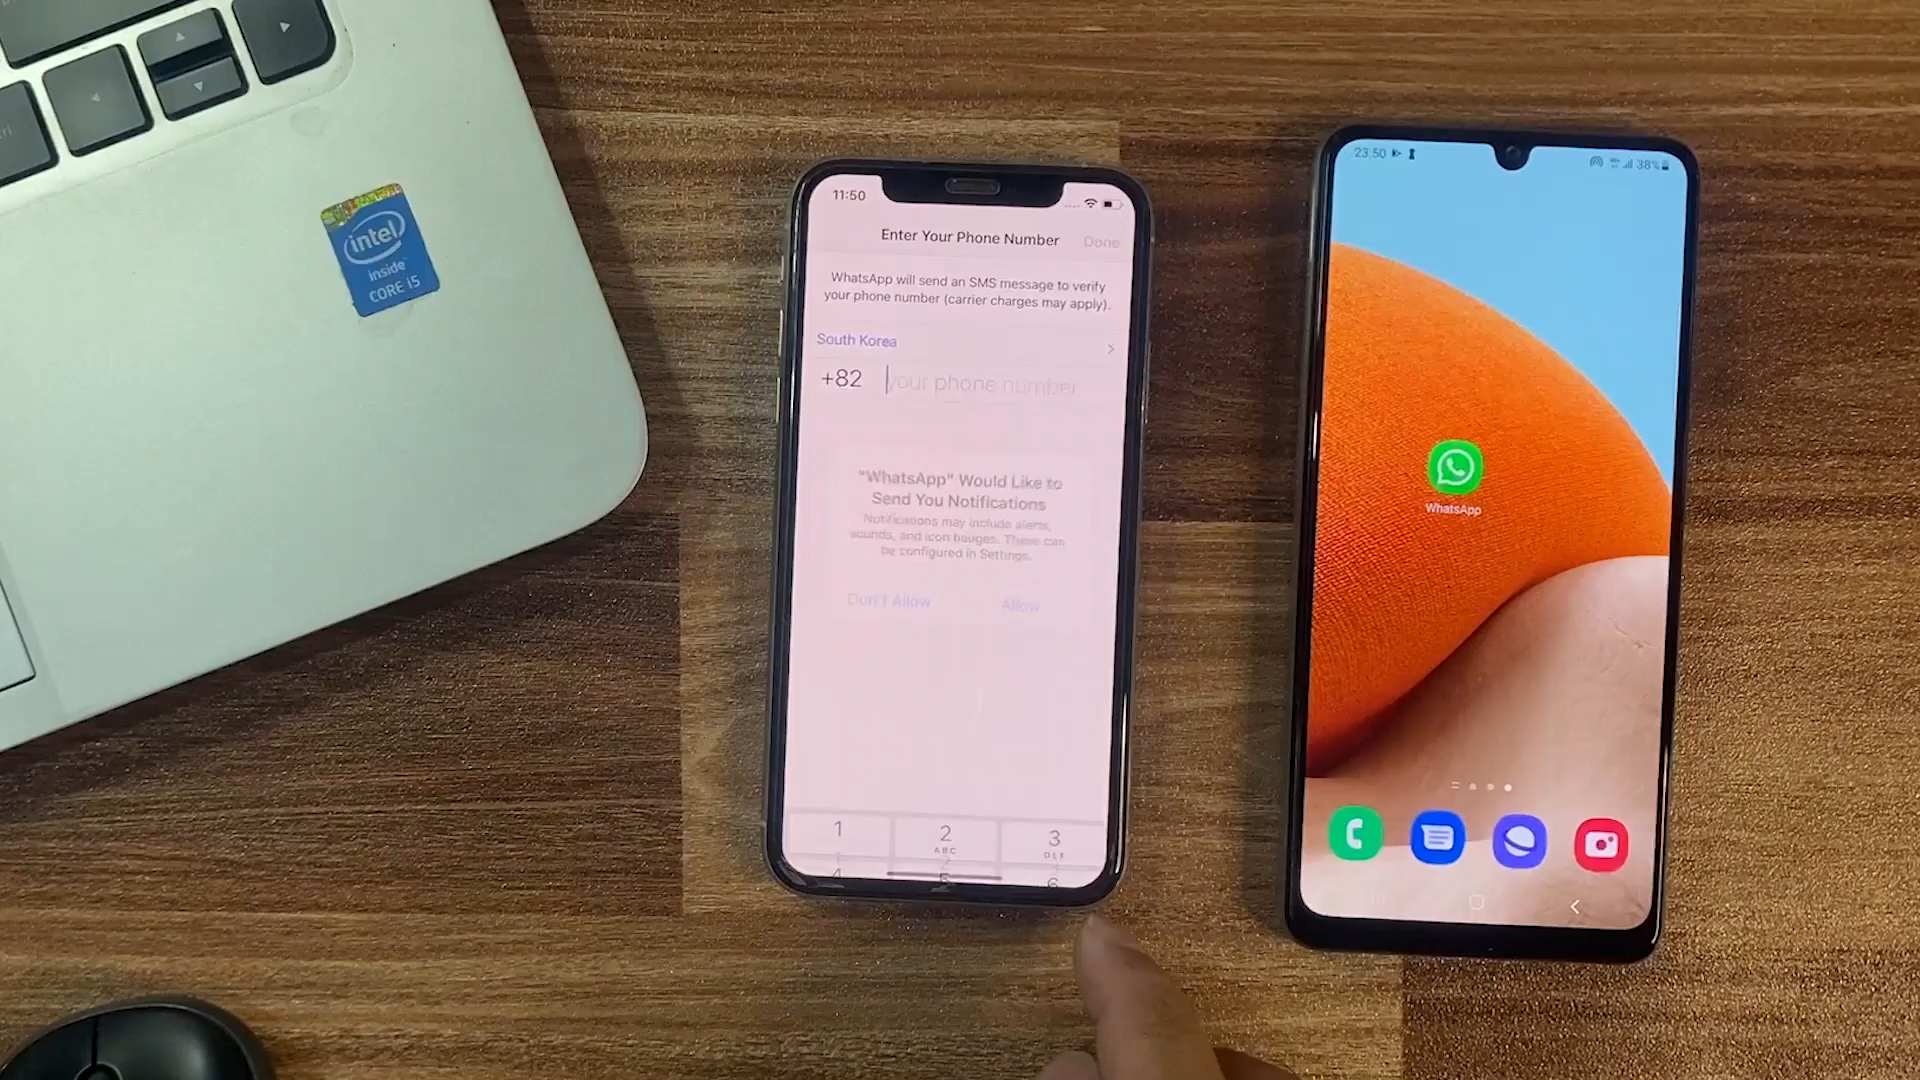 intel
inside
CORE i5
11:50
Enter Your Phone Number
Done
WhatsApp will send an SMS message to verify
your phone number (carrier charges may apply).
South Korea
+82
your phone number
"WhatsApp" Would Like to
Send You Notifications
Notifications may include alerts,
sounds, and icon badges. These can
be configured in Settings.
Don't Allow
Allow
1
2
3
ABC
DEF
4
5
6
23.50
38%
WhatsApp